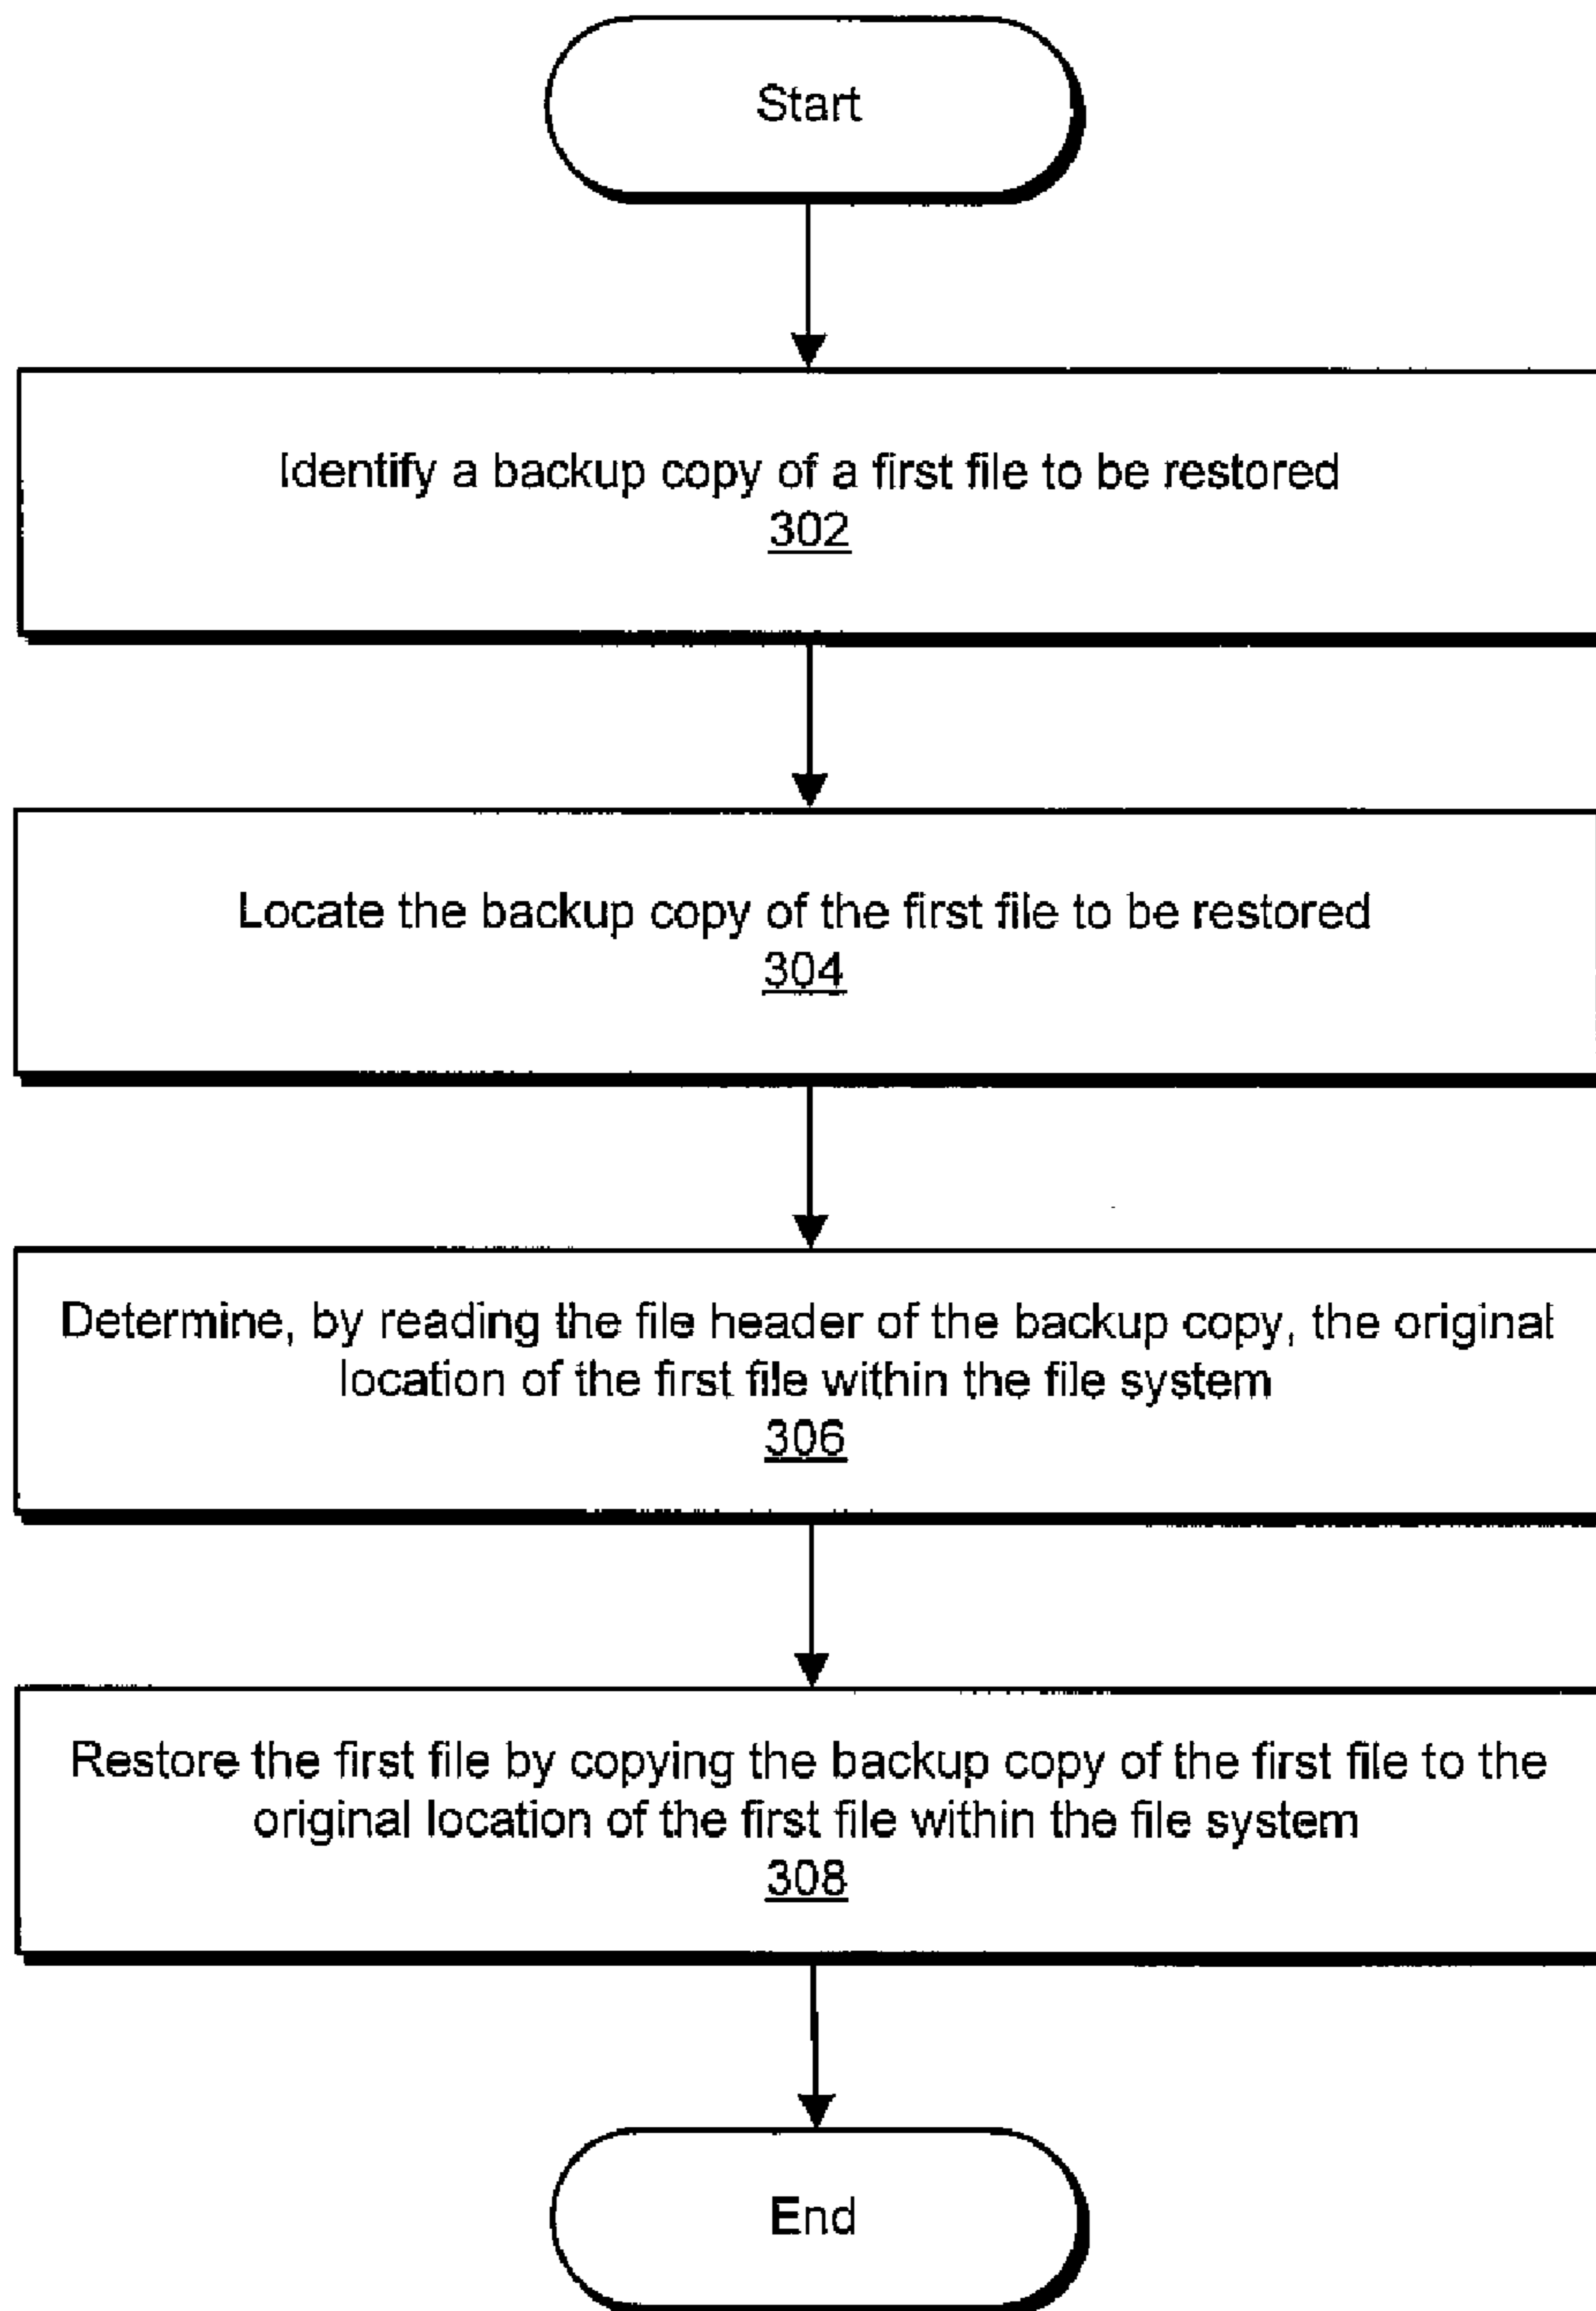 Start
Identify a backup copy of a first file to be restored
302
Locate the backup copy of the first file to be restored
304
Determine, by reading the file header of the backup copy, the original
location of the first file within the file system
306
Restore the first file by copying the backup copy of the first file to the
original location of the first file within the file system
308
End